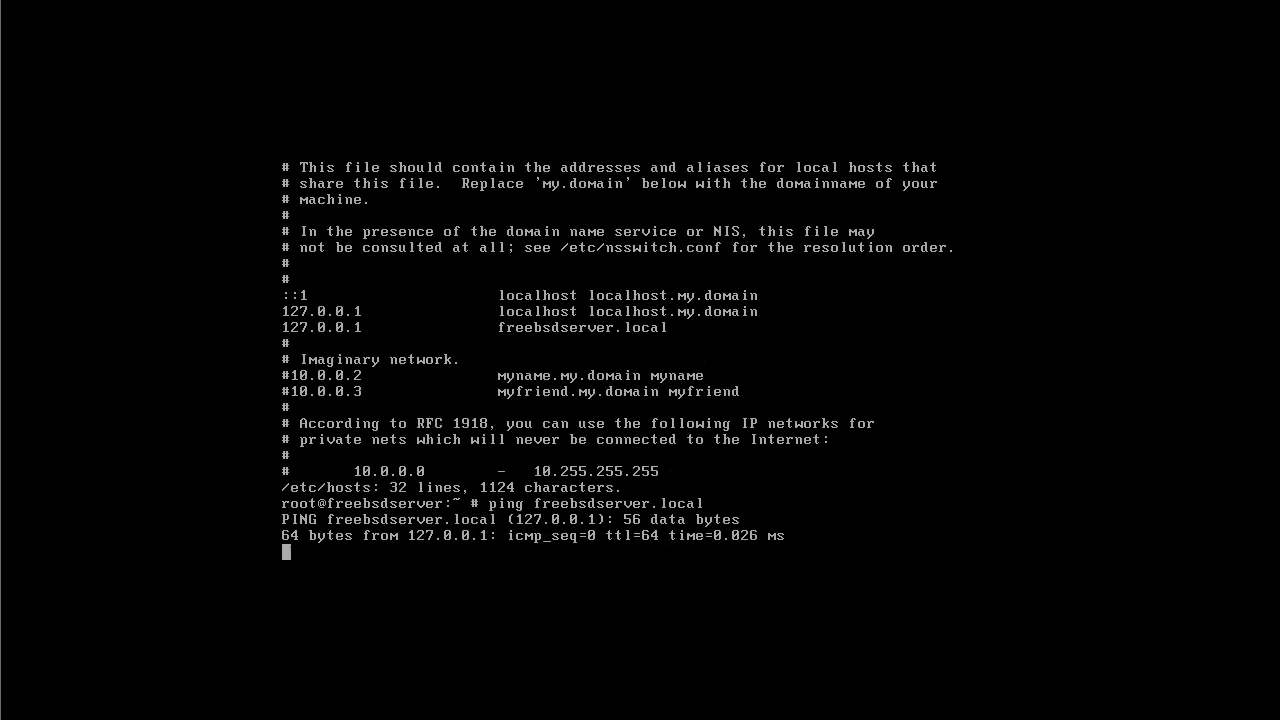 # This file should contain the addresses and aliases for local hosts that
# share this file.  Replace 'my.domain' below with the domainname of your
# machine.
#
# In the presence of the domain name service or NIS, this file may
# not be consulted at all; see /etc/nsswitch.conf for the resolution order.
#
#
::1                     localhost localhost.my.domain
127.0.0.1               localhost localhost.my.domain
127.0.0.1               freebsdserver.local
#
# Imaginary network.
#10.0.0.2               myname.my.domain myname
#10.0.0.3               myfriend.my.domain myfriend
#
# According to RFC 1918, you can use the following IP networks for
# private nets which will never be connected to the Internet:
#
#       10.0.0.0        -   10.255.255.255
/etc/hosts: 32 lines, 1124 characters.
root@freebsdserver:~ # ping freebsdserver.local
PING freebsdserver.local (127.0.0.1): 56 data bytes
64 bytes from 127.0.0.1: icmp_seq=0 ttl=64 time=0.026 ms